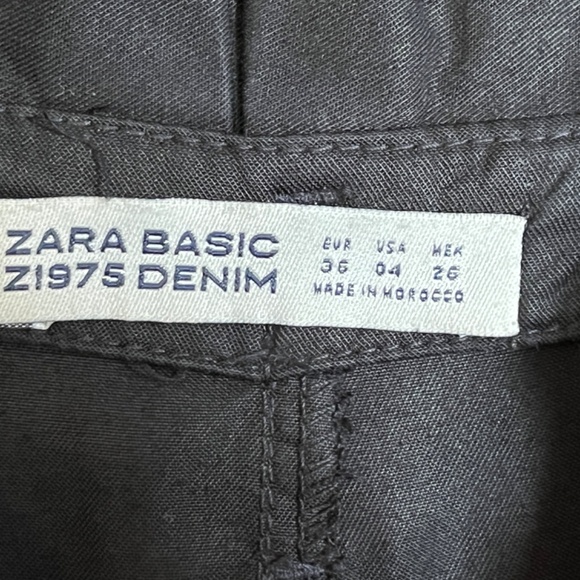 ZARA BASIC
Z1975 DENIM
EUR USA MEX
36 04 26
MADE IN MOROCCO